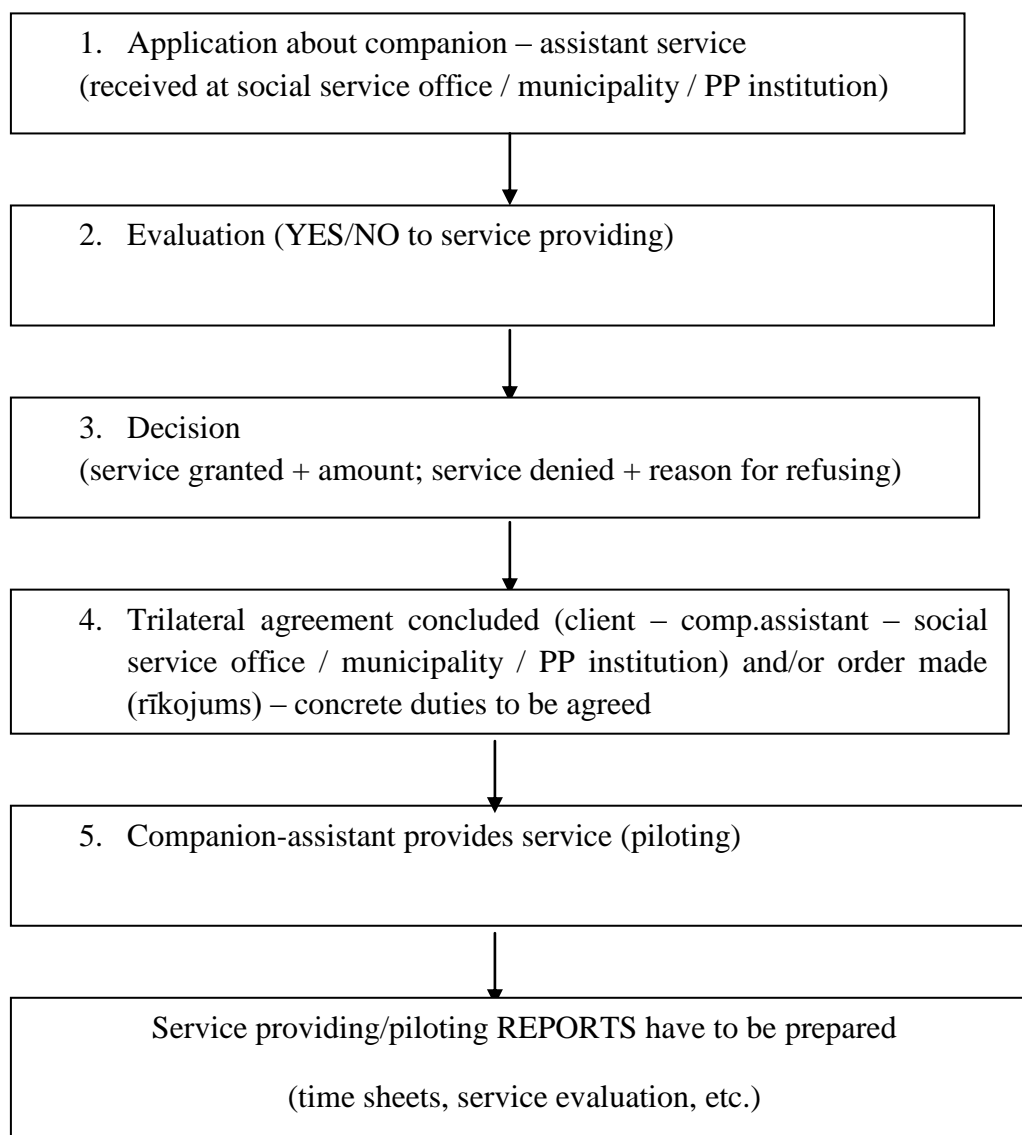 1. Application about companion – assistant service
(received at social service office / municipality / PP institution)
2. Evaluation (YES/NO to service providing)
3. Decision
(service granted + amount; service denied + reason for refusing)
4. Trilateral agreement concluded (client – comp.assistant – social
service office / municipality / PP institution) and/or order made
(rīkojums) – concrete duties to be agreed
5. Companion-assistant provides service (piloting)
Service providing/piloting REPORTS have to be prepared
(time sheets, service evaluation, etc.)